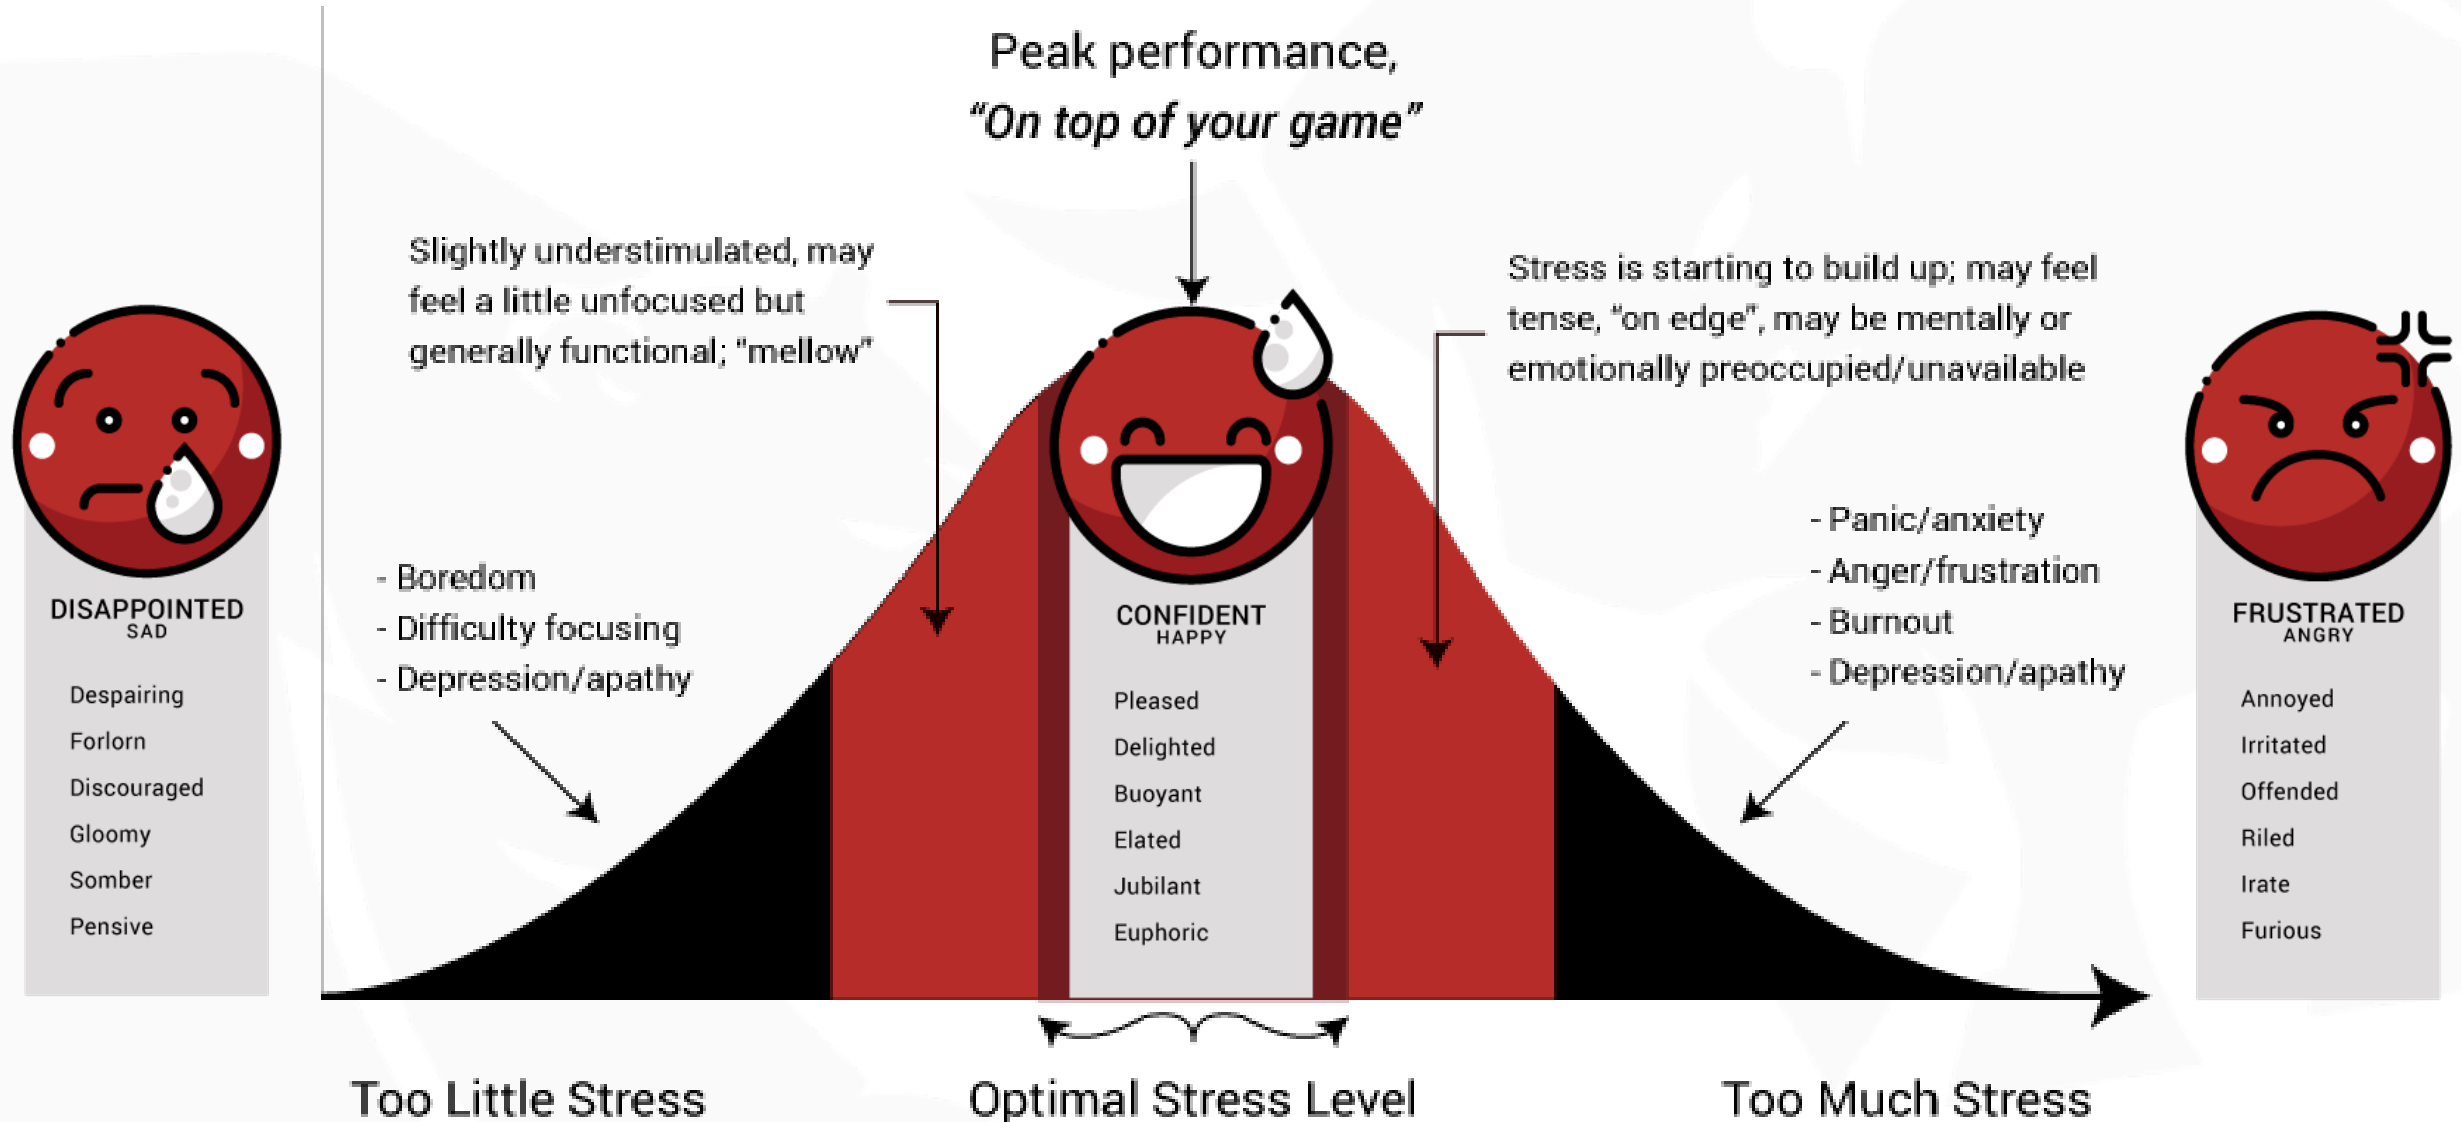 Peak performance,
“On top of your game”
Slightly understimulated, may
feel a little unfocused but
generally functional; “mellow”
Stress is starting to build up; may feel
tense, “on edge”, may be mentally or
emotionally preoccupied/unavailable
- Boredom
- Difficulty focusing
- Depression/apathy
- Panic/anxiety
- Anger/frustration
- Burnout
- Depression/apathy
DISAPPOINTED
SAD
Despairing
Forlorn
Discouraged
Gloomy
Somber
Pensive
CONFIDENT
HAPPY
Pleased
Delighted
Buoyant
Elated
Jubilant
Euphoric
FRUSTRATED
ANGRY
Annoyed
Irritated
Offended
Riled
Irate
Furious
Too Little Stress
Optimal Stress Level
Too Much Stress